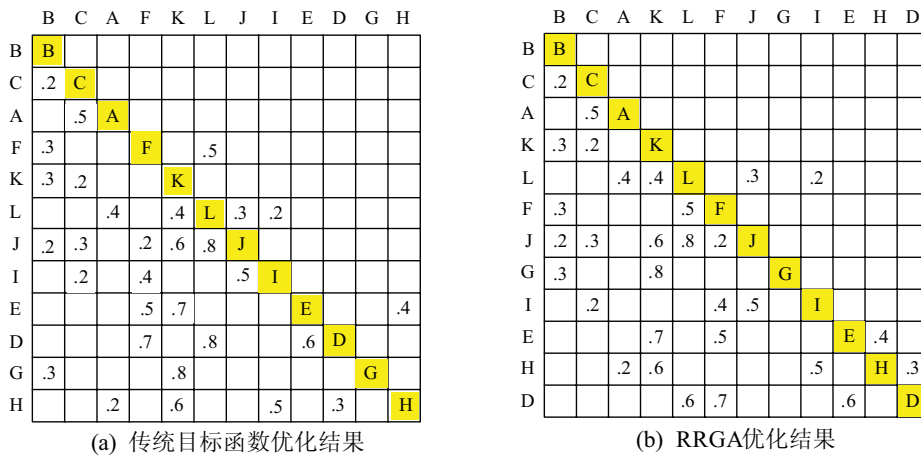 B C A F K L J I E D G H
B B
C .2 C
A .5 A
F .3 F .5
K .3 .2 K
L .4 .4 L .3 .2
J .2 .3 .2 .6 .8 J
I .2 .4 .5 I
E .5 .7 E .4
D .7 .8 .6 D
G .3 .8 G
H .2 .6 .5 .3 H
(a) 传统目标函数优化结果
B C A K L F J G I E H D
B B
C .2 C
A .5 A
K .3 .2 K
L .4 .4 L .3 .2
F .3 .5 F
J .2 .3 .6 .8 .2 J
G .3 .8 G
I .2 .4 .5 I
E .7 .5 E .4
H .2 .6 .5 H .3
D .6 .7 .6 D
(b) RRGA优化结果